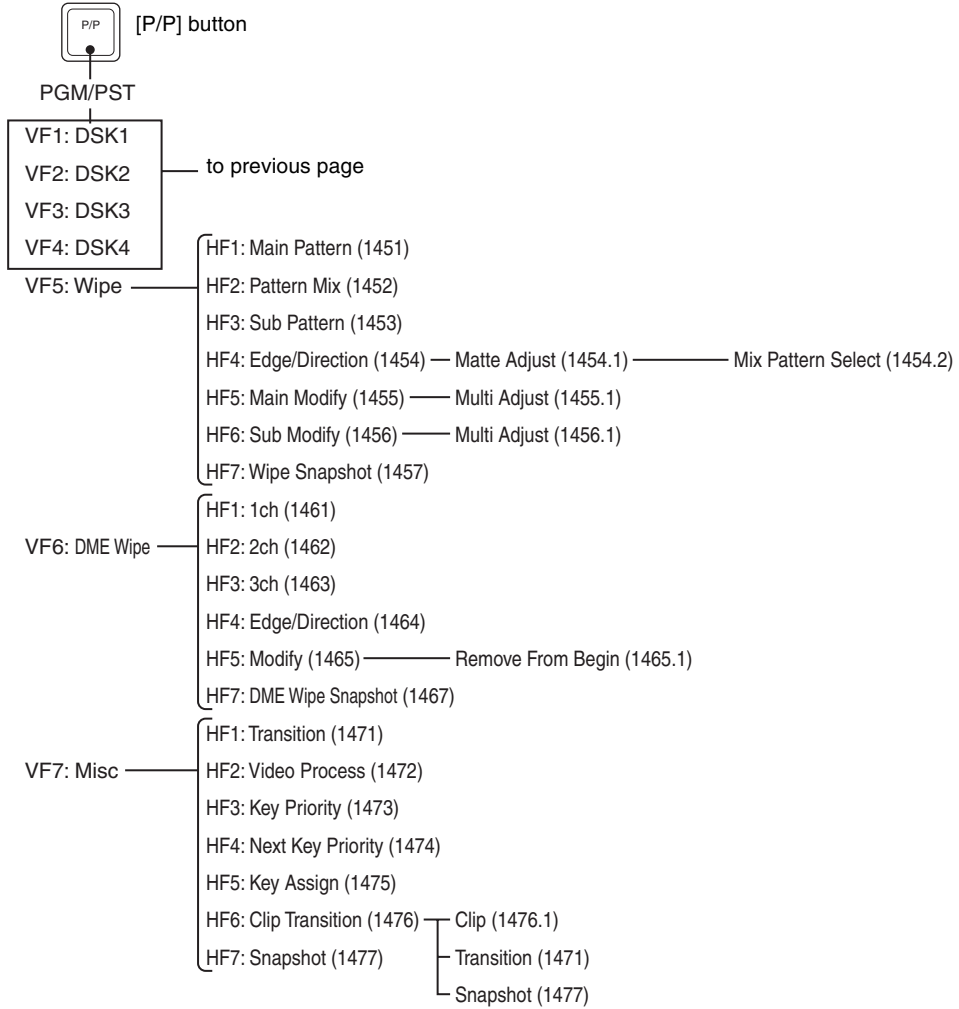 P/P
[P/P] button
PGM/PST
VF1: DSK1
VF2: DSK2
to previous page
VF3: DSK3
VF4: DSK4
HF1: Main Pattern (1451)
VF5: Wipe
HF2: Pattern Mix (1452)
HF3: Sub Pattern (1453)
HF4: Edge/Direction (1454) Matte Adjust (1454.1) Mix Pattern Select (1454.2)
HF5: Main Modify (1455) Multi Adjust (1455.1)
HF6: Sub Modify (1456) Multi Adjust (1456.1)
HF7: Wipe Snapshot (1457)
HF1: 1ch (1461)
VF6: DME Wipe
HF2: 2ch (1462)
HF3: 3ch (1463)
HF4: Edge/Direction (1464)
HF5: Modify (1465) Remove From Begin (1465.1)
HF7: DME Wipe Snapshot (1467)
HF1: Transition (1471)
VF7: Misc
HF2: Video Process (1472)
HF3: Key Priority (1473)
HF4: Next Key Priority (1474)
HF5: Key Assign (1475)
HF6: Clip Transition (1476) Clip (1476.1)
HF7: Snapshot (1477) Transition (1471)
Snapshot (1477)